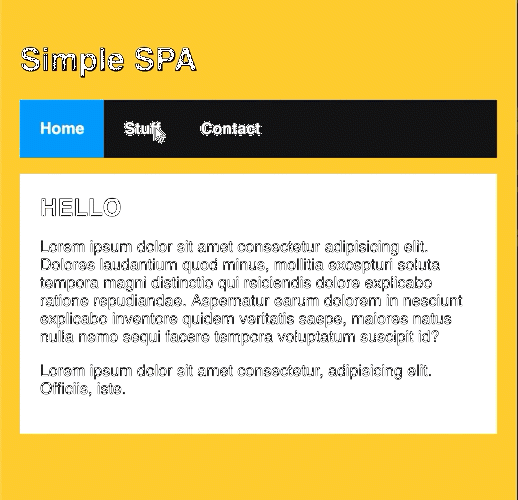 Simple SPA
Home Stuff Contact
HELLO
Lorem ipsum dolor sit amet consectetur adipisicing elit.
Dolores laudantium quod minus, mollitia excepturi soluta
tempora magni distinctio qui reiciendis dolore explicabo
ratione repudiandae. Aspernatur earum dolorem in nesciunt
explicabo inventore quidem veritatis saepe, maiores natus
nulla nemo sequi facere tempora voluptatum suscipit id?
Lorem ipsum dolor sit amet consectetur, adipisicing elit.
Officiis, iste.